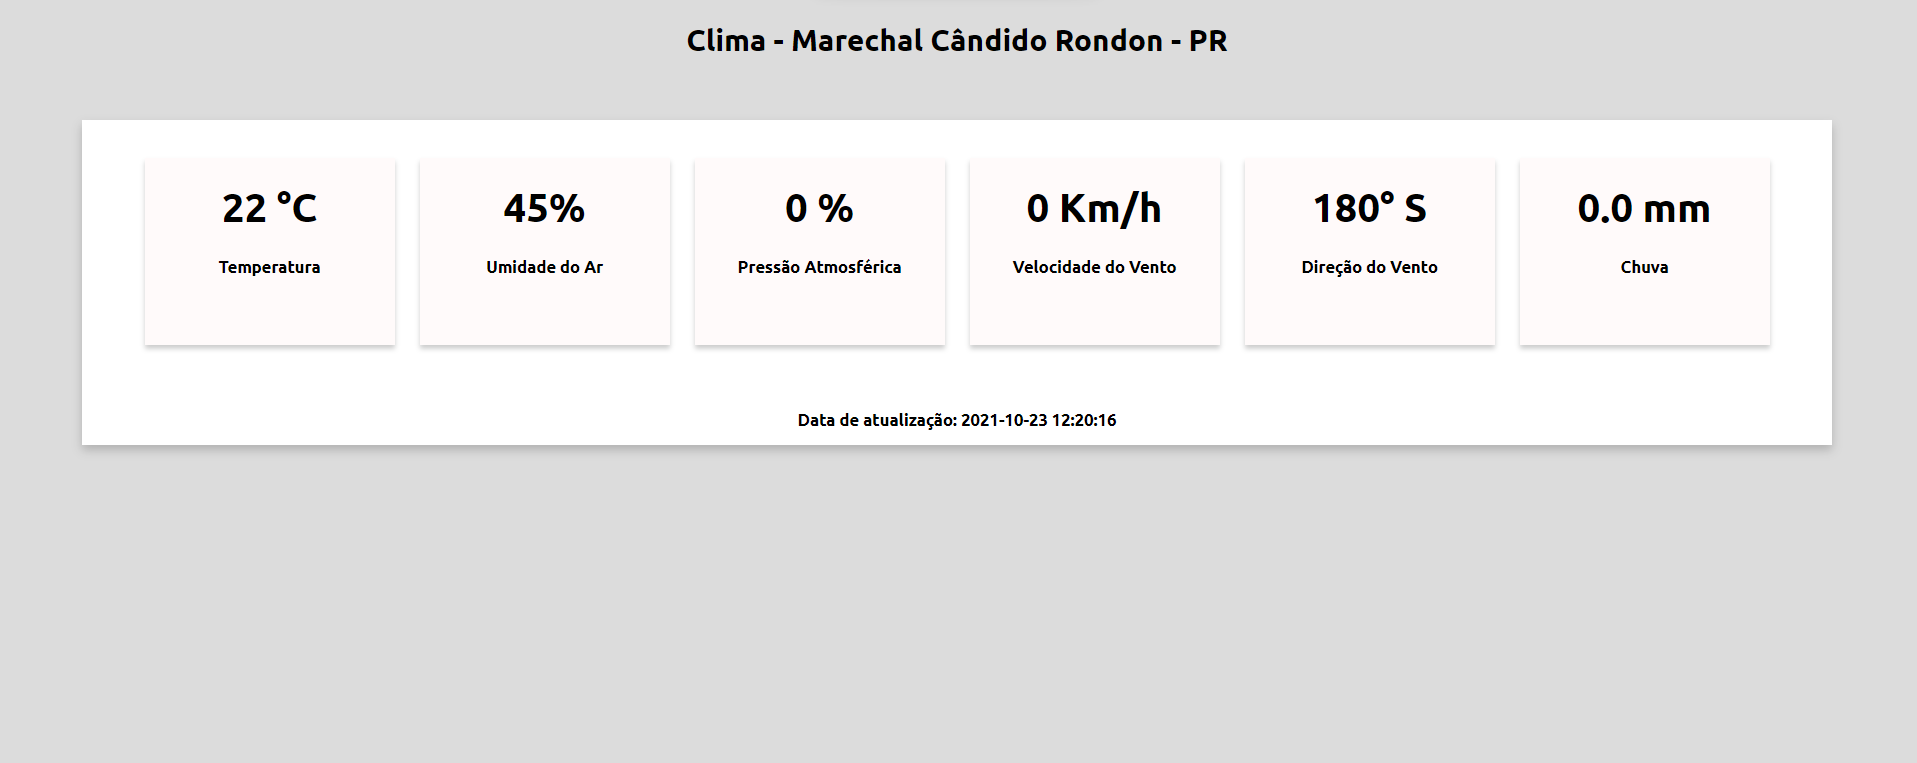 Clima - Marechal Cândido Rondon - PR
22 °C
Temperatura
45%
Umidade do Ar
0 %
Pressão Atmosférica
0 Km/h
Velocidade do Vento
180° S
Direção do Vento
0.0 mm
Chuva
Data de atualização: 2021-10-23 12:20:16